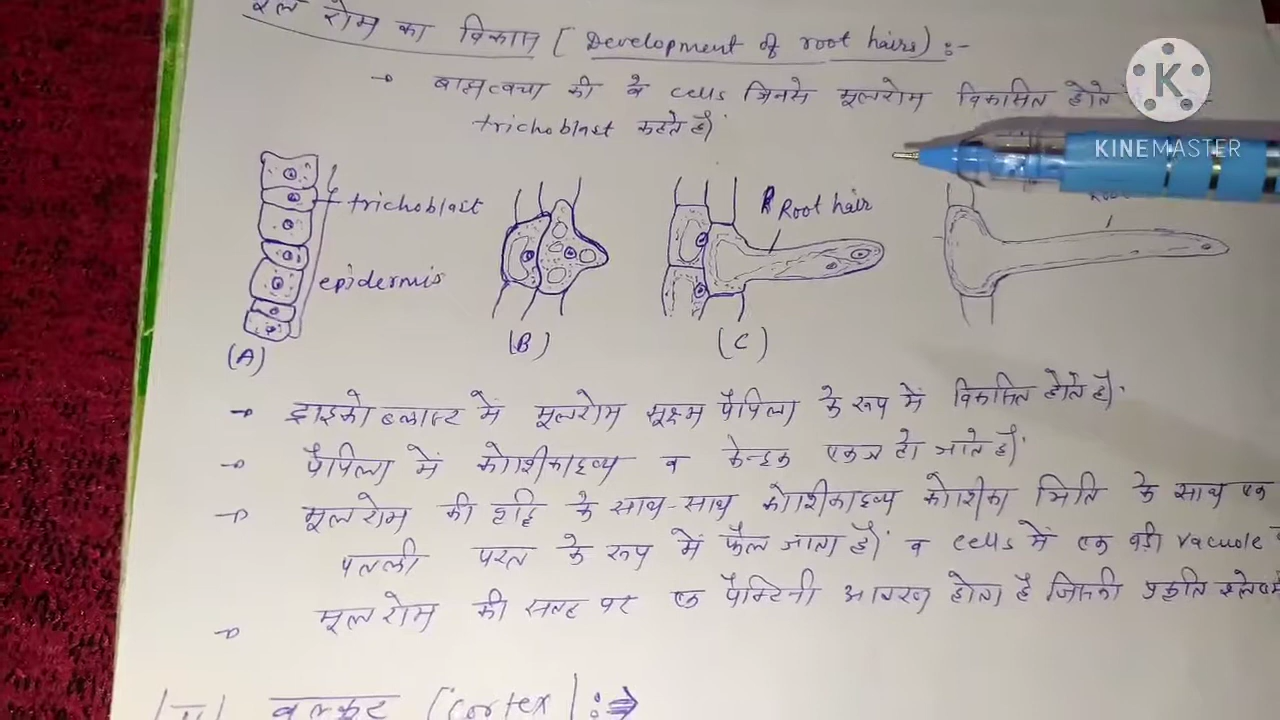 मूल रोम का विकास (Development of root hairs) :-
→ बाह्यत्वचा की वे cells जिनसे मूलरोम विकसित होते
trichoblast कहते है।
K
KINEMASTER
trichoblast
epidermis
Root hair
(A)
(B)
(C)
→ ट्राइकोब्लास्ट में मूलरोम सूक्ष्म पैपिला के रूप में विकसित होते है।
→ पैपिला में कोशिकाद्रव्य व केन्द्रक एकत्र हो जाते है।
→ मूलरोम की वृद्धि के साथ-साथ कोशिकाद्रव्य कोशिका भित्ति के साथ एक
पतली परत के रूप में फैल जाता है। व cells में एक बड़ी vacuole
→ मूलरोम की सतह पर एक पैक्टिनी आवरण होता है जिसकी प्रकृति
वल्कुट (cortex) :⇒